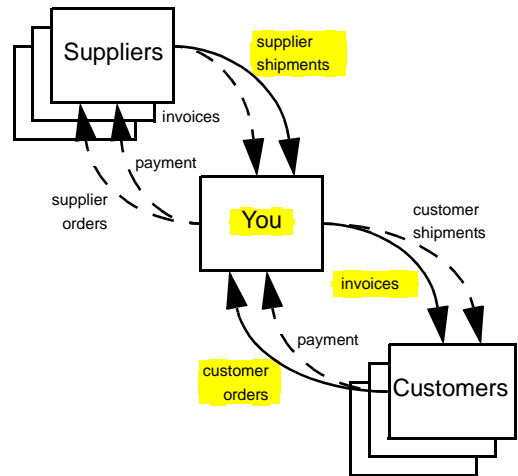 Suppliers
supplier
shipments
invoices
payment
supplier
orders
You
customer
shipments
invoices
payment
customer
orders
Customers